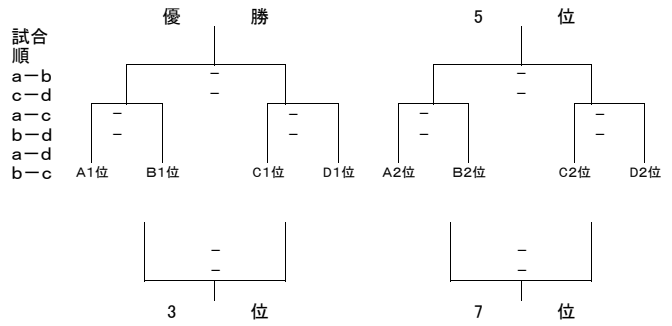 優 勝 5 位
試合
順
a－b
c－d
a－c
b－d
a－d
b－c
－ －
－ －
－ － － －
－ － － －
A1位 B1位 C1位 D1位 A2位 B2位 C2位 D2位
－ －
－ －
3 位 7 位